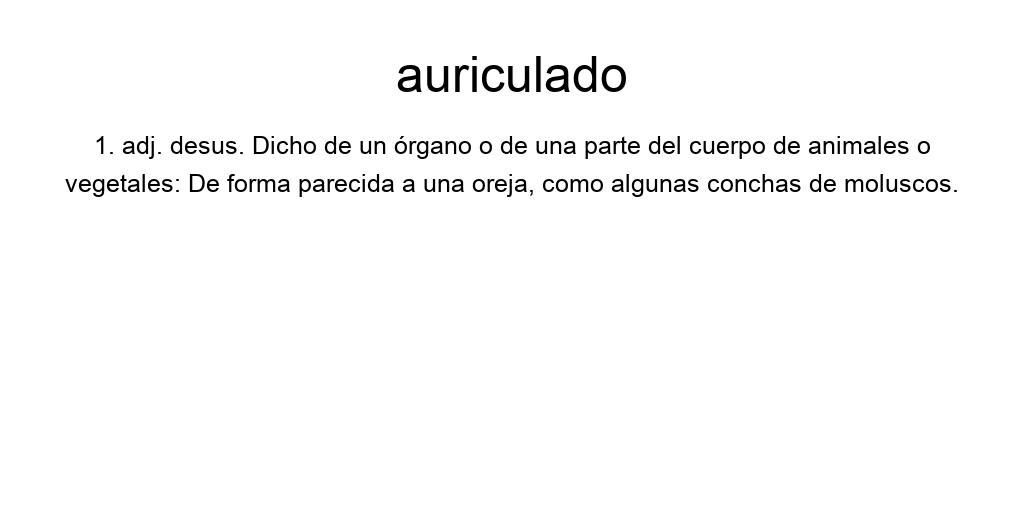 auriculado
1. adj. desus. Dicho de un órgano o de una parte del cuerpo de animales o
vegetales: De forma parecida a una oreja, como algunas conchas de moluscos.